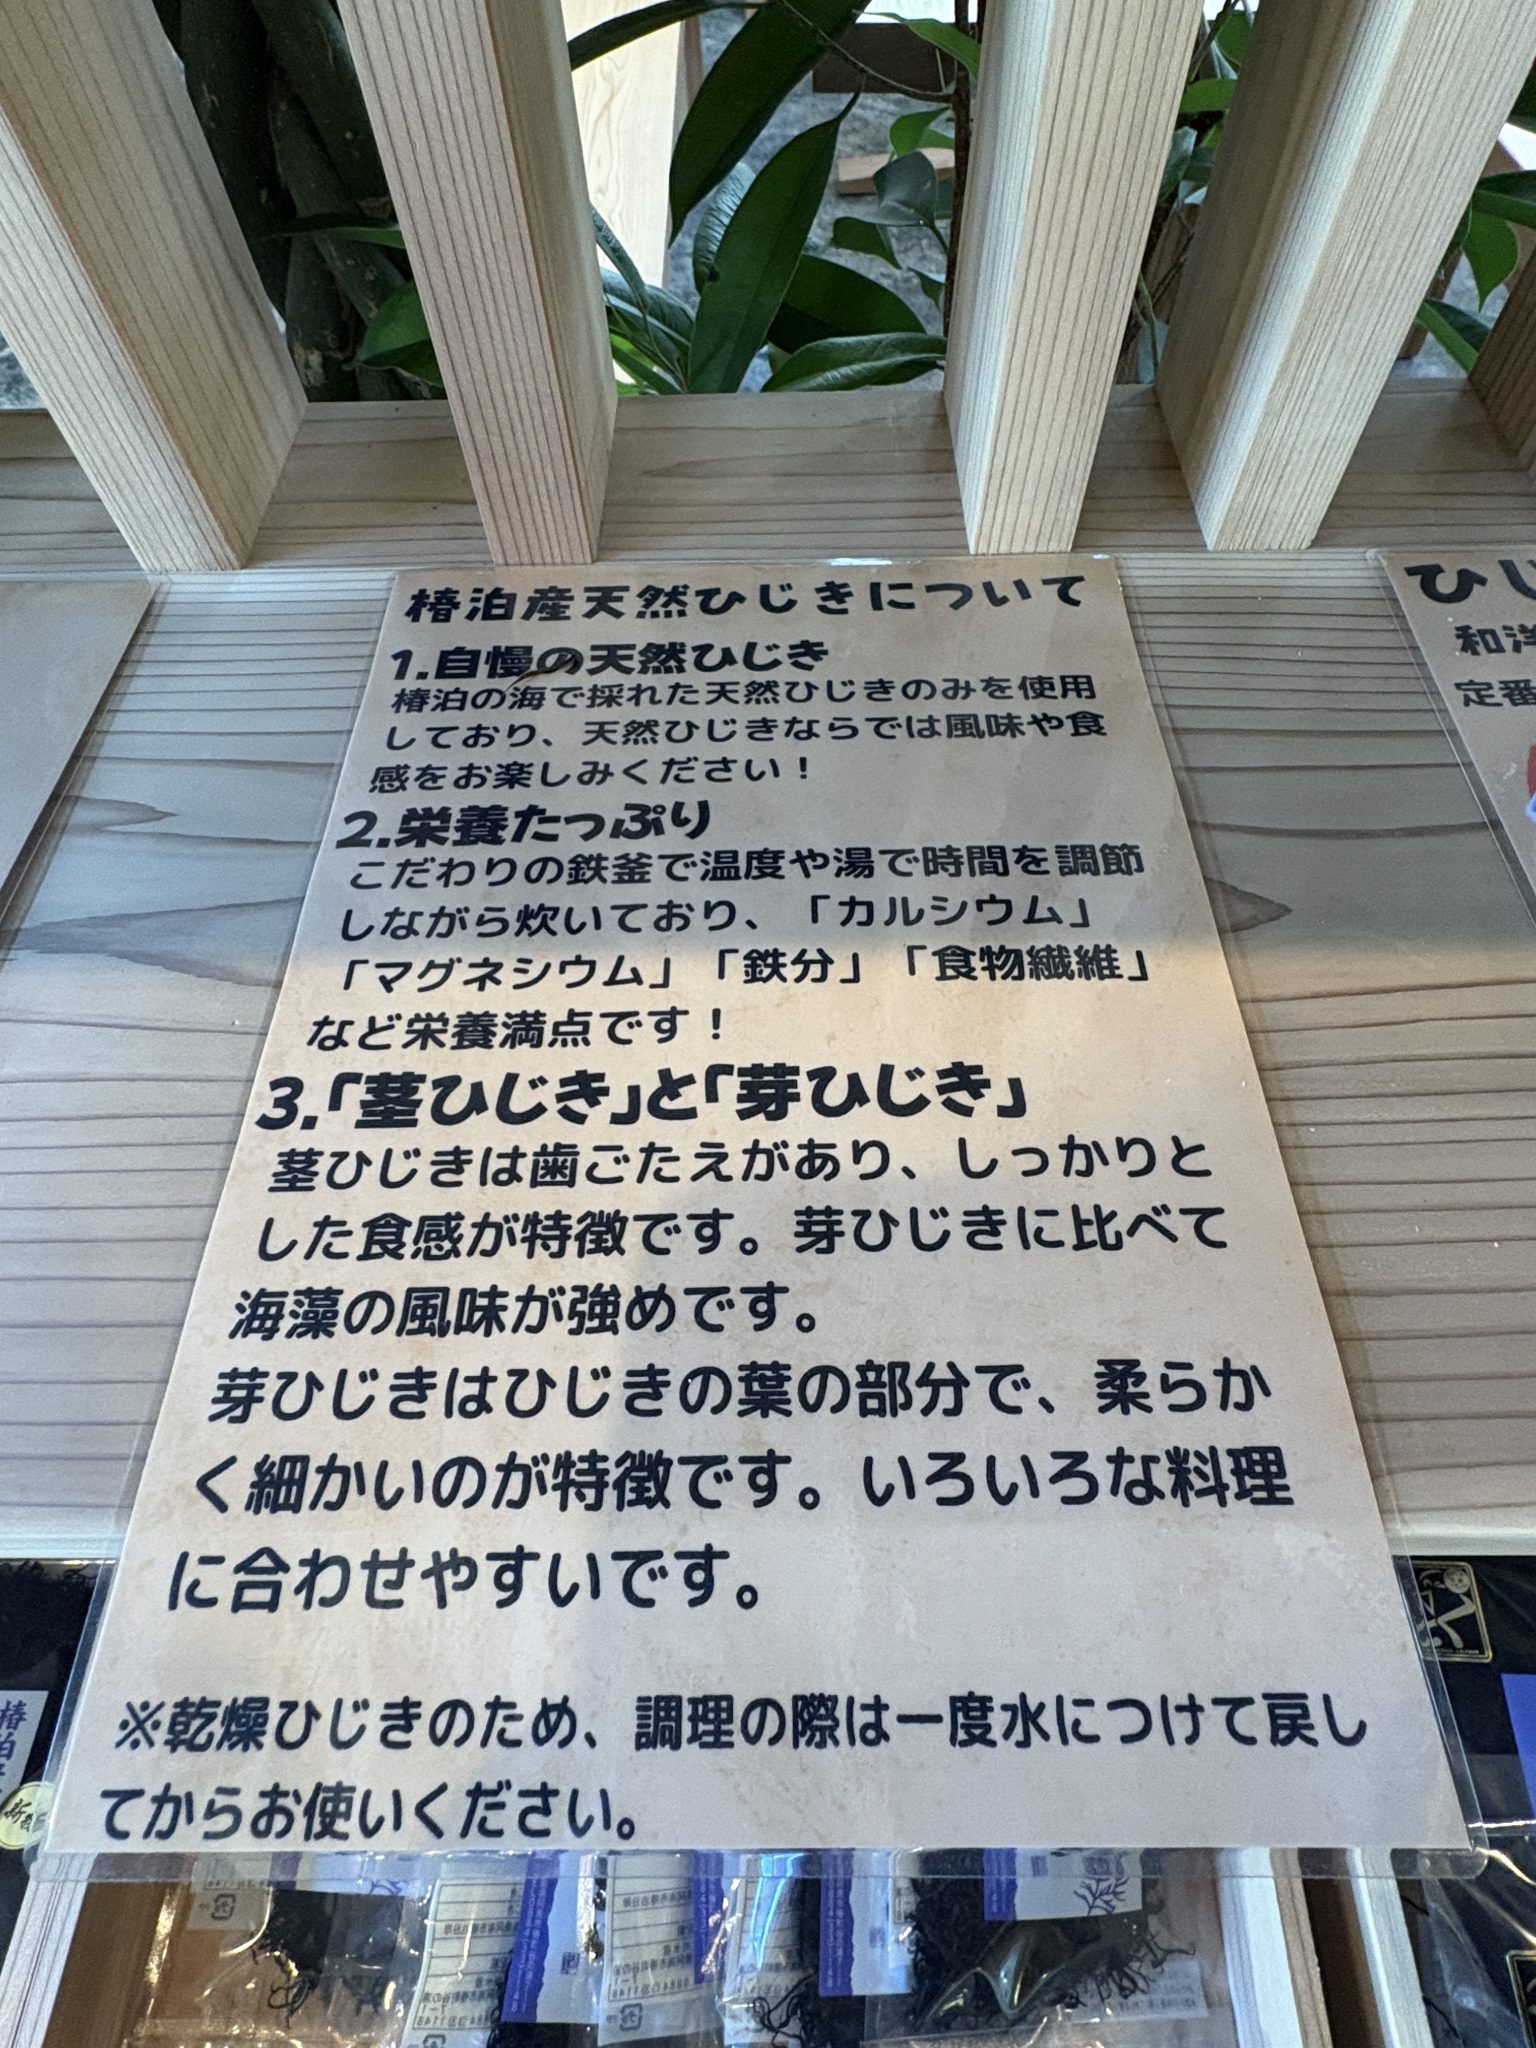 椿泊産天然ひじきについて
1.自慢の天然ひじき
椿泊の海で採れた天然ひじきのみを使用
しており、天然ひじきならでは風味や食
感をお楽しみください！
2.栄養たっぷり
こだわりの鉄釜で温度や湯で時間を調節
しながら炊いており、「カルシウム」
「マグネシウム」「鉄分」「食物繊維」
など栄養満点です！
3.「茎ひじき」と「芽ひじき」
茎ひじきは歯ごたえがあり、しっかりと
した食感が特徴です。芽ひじきに比べて
海藻の風味が強めです。
芽ひじきはひじきの葉の部分で、柔らか
く細かいのが特徴です。いろいろな料理
に合わせやすいです。
※乾燥ひじきのため、調理の際は一度水につけて戻し
てからお使いください。
ひじ
和洋
定番
椿泊